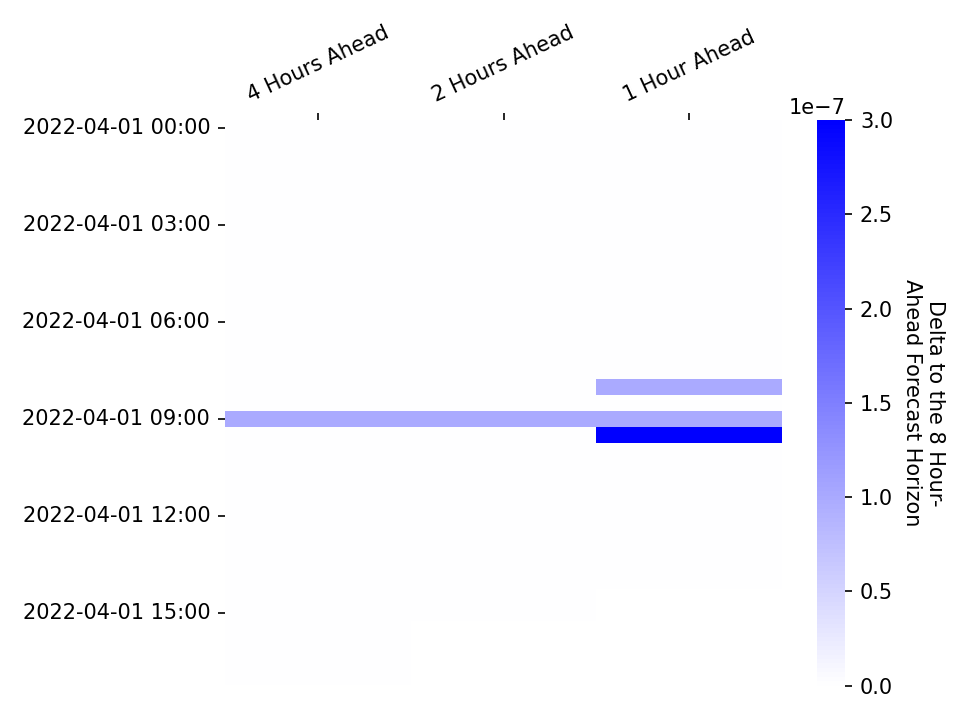 4 Hours Ahead
2 Hours Ahead
1 Hour Ahead
1e−7
2022-04-01 00:00
2022-04-01 03:00
2022-04-01 06:00
2022-04-01 09:00
2022-04-01 12:00
2022-04-01 15:00
3.0
2.5
2.0
1.5
1.0
0.5
0.0
Delta to the 8 Hour-
Ahead Forecast Horizon